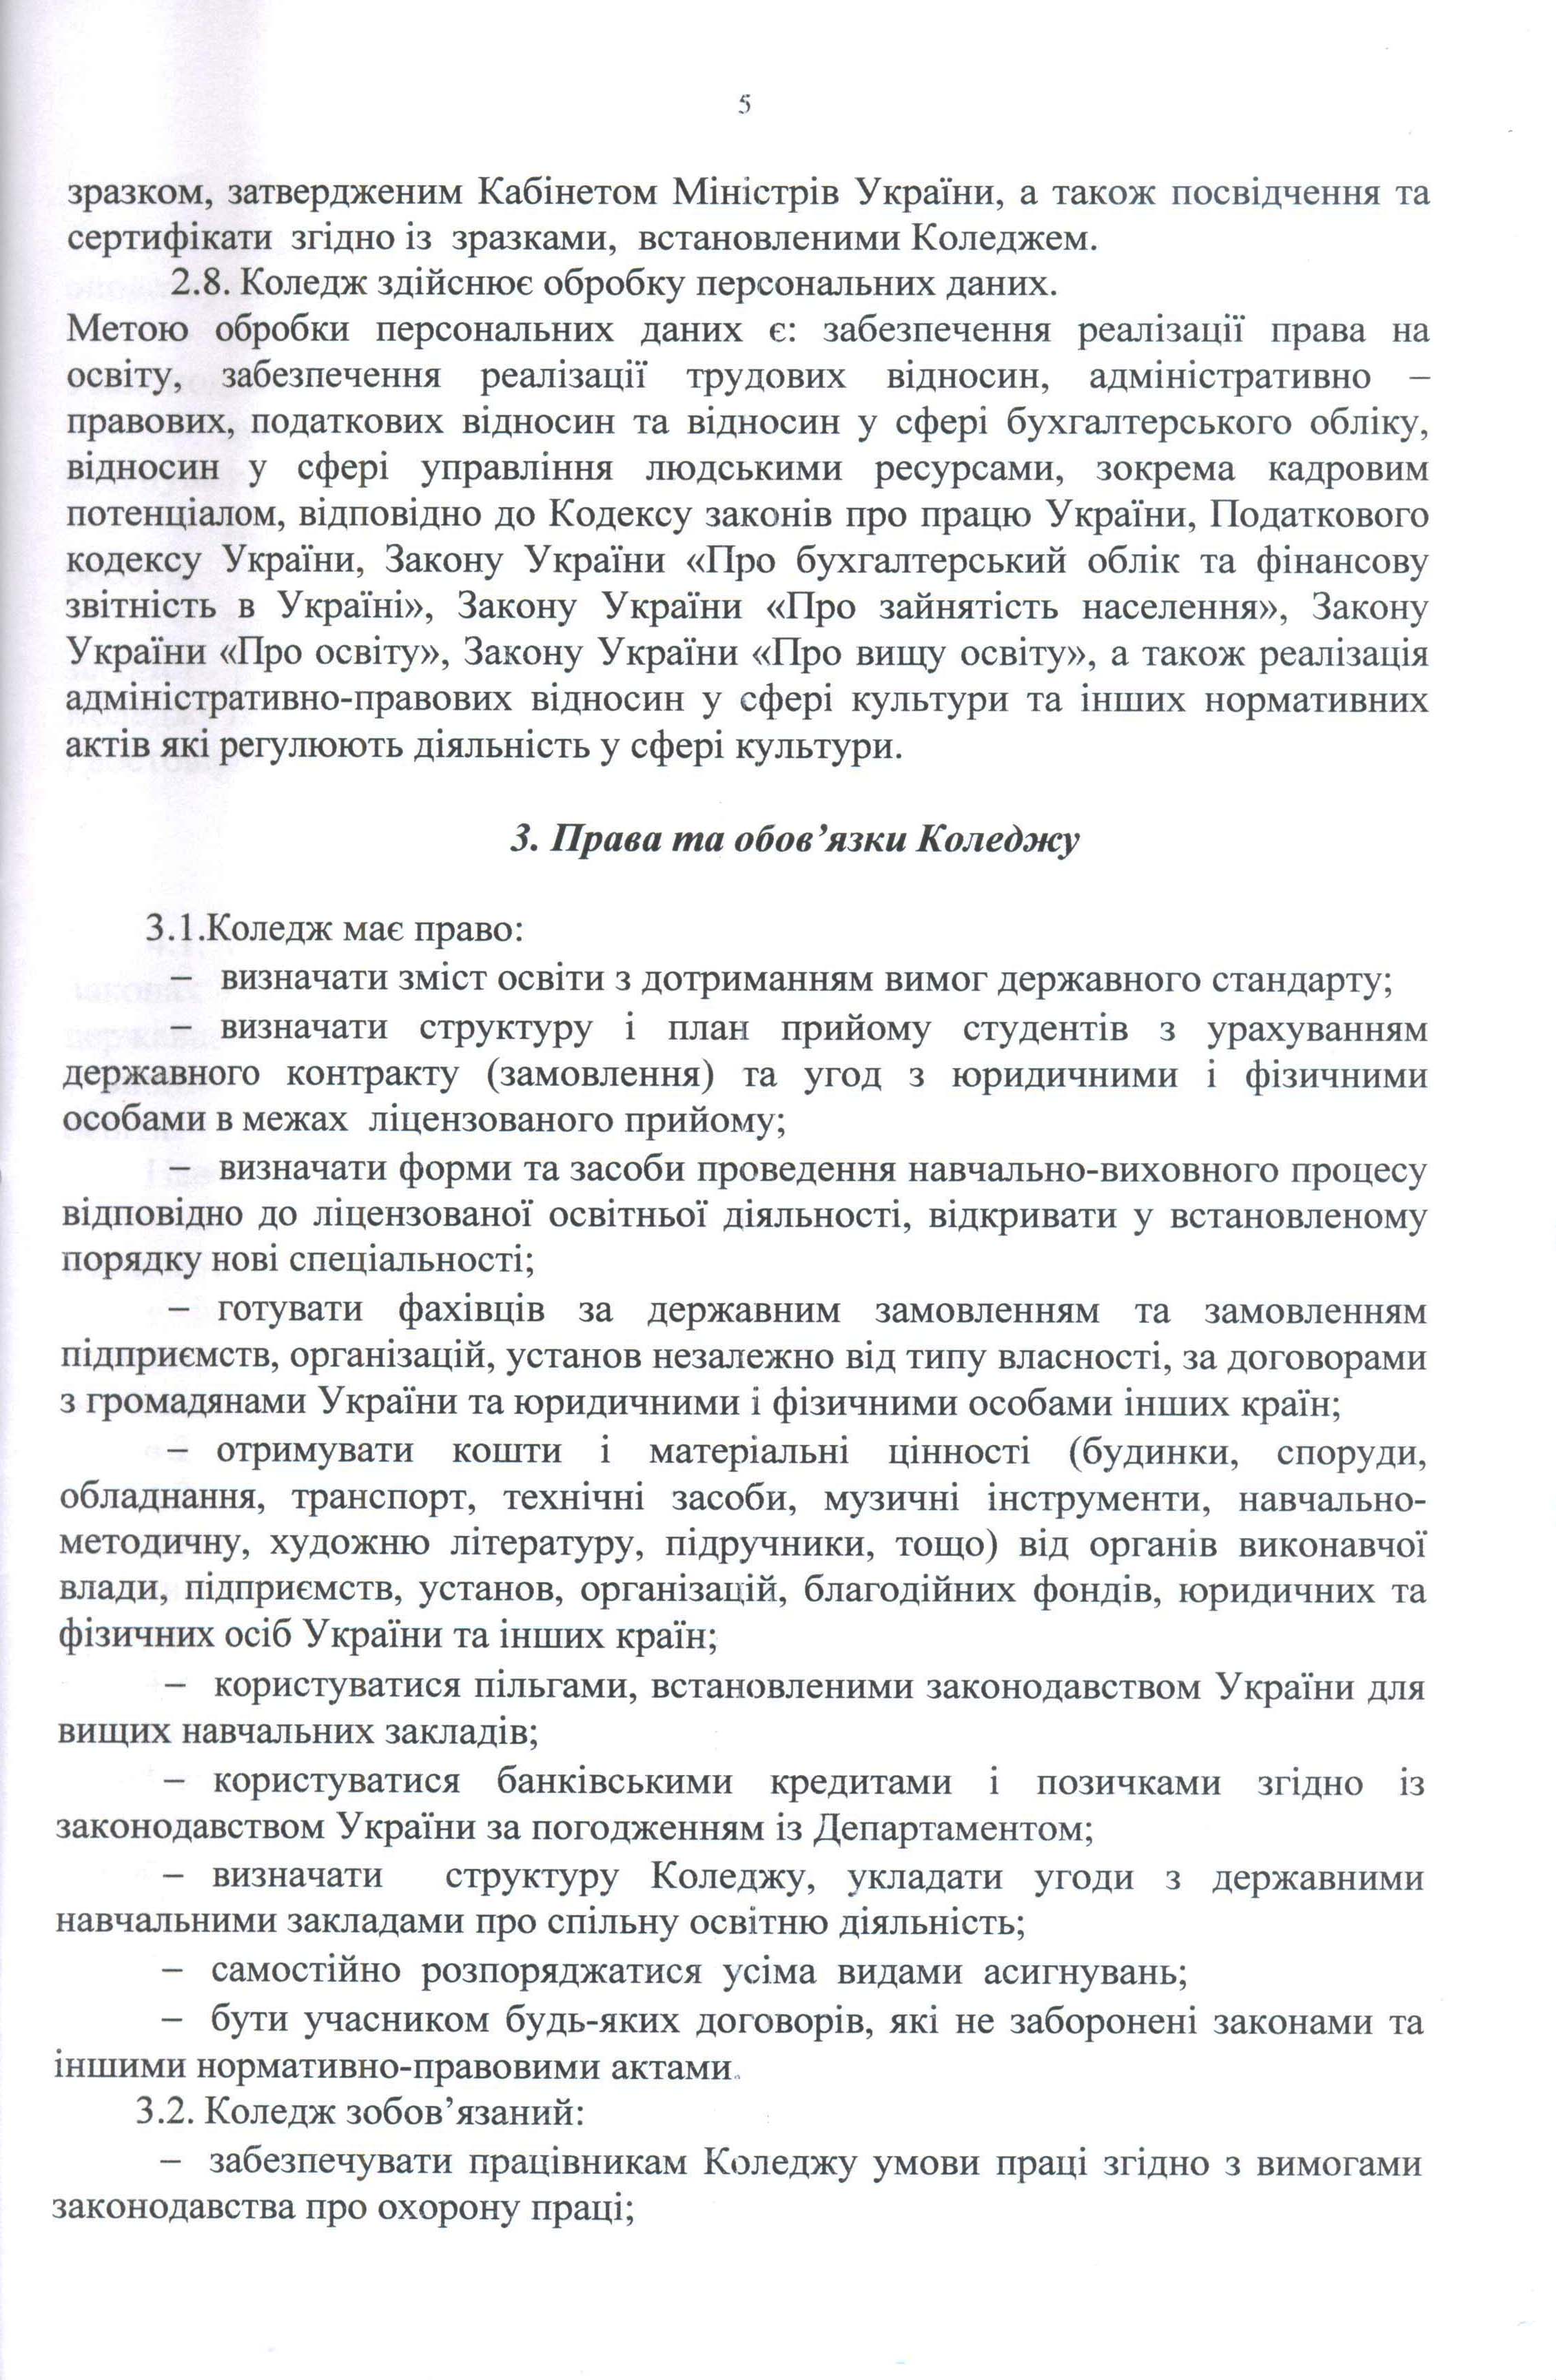 5
зразком, затвердженим Кабінетом Міністрів України, а також посвідчення та
сертифікати згідно із зразками, встановленими Коледжем.
2.8. Коледж здійснює обробку персональних даних.
Метою обробки персональних даних є: забезпечення реалізації права на
освіту, забезпечення реалізації трудових відносин, адміністративно –
правових, податкових відносин та відносин у сфері бухгалтерського обліку,
відносин у сфері управління людськими ресурсами, зокрема кадровим
потенціалом, відповідно до Кодексу законів про працю України, Податкового
кодексу України, Закону України «Про бухгалтерський облік та фінансову
звітність в Україні», Закону України «Про зайнятість населення», Закону
України «Про освіту», Закону України «Про вищу освіту», а також реалізація
адміністративно-правових відносин у сфері культури та інших нормативних
актів які регулюють діяльність у сфері культури.
3. Права та обов’язки Коледжу
3.1.Коледж має право:
– визначати зміст освіти з дотриманням вимог державного стандарту;
– визначати структуру і план прийому студентів з урахуванням
державного контракту (замовлення) та угод з юридичними і фізичними
особами в межах ліцензованого прийому;
– визначати форми та засоби проведення навчально-виховного процесу
відповідно до ліцензованої освітньої діяльності, відкривати у встановленому
порядку нові спеціальності;
– готувати фахівців за державним замовленням та замовленням
підприємств, організацій, установ незалежно від типу власності, за договорами
з громадянами України та юридичними і фізичними особами інших країн;
– отримувати кошти і матеріальні цінності (будинки, споруди,
обладнання, транспорт, технічні засоби, музичні інструменти, навчально-
методичну, художню літературу, підручники, тощо) від органів виконавчої
влади, підприємств, установ, організацій, благодійних фондів, юридичних та
фізичних осіб України та інших країн;
– користуватися пільгами, встановленими законодавством України для
вищих навчальних закладів;
– користуватися банківськими кредитами і позичками згідно із
законодавством України за погодженням із Департаментом;
– визначати структуру Коледжу, укладати угоди з державними
навчальними закладами про спільну освітню діяльність;
– самостійно розпоряджатися усіма видами асигнувань;
– бути учасником будь-яких договорів, які не заборонені законами та
іншими нормативно-правовими актами.
3.2. Коледж зобов’язаний:
– забезпечувати працівникам Коледжу умови праці згідно з вимогами
законодавства про охорону праці;